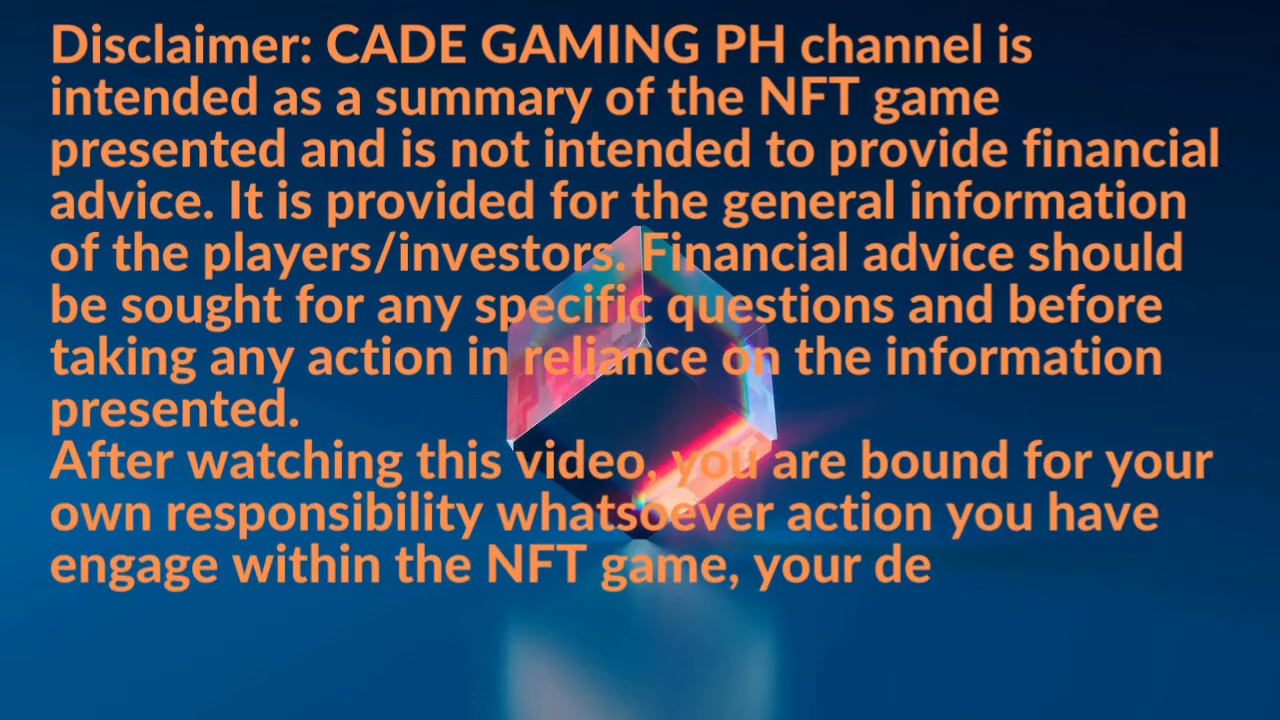 Disclaimer: CADE GAMING PH channel is
intended as a summary of the NFT game
presented and is not intended to provide financial
advice. It is provided for the general information
of the players/investors. Financial advice should
be sought for any specific questions and before
taking any action in reliance on the information
presented.
After watching this video, you are bound for your
own responsibility whatsoever action you have
engage within the NFT game, your de